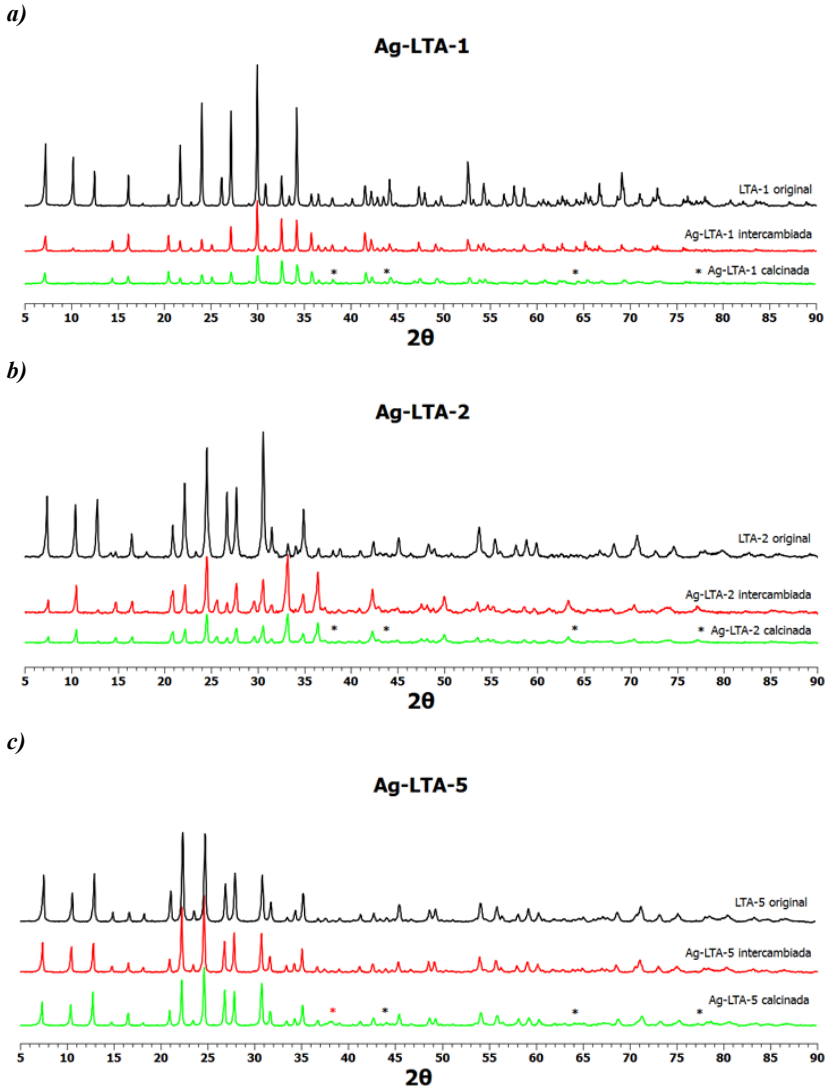 a)
Ag-LTA-1
LTA-1 original
Ag-LTA-1 intercambiada
* * * * Ag-LTA-1 calcinada
5 10 15 20 25 30 35 40 45 50 55 60 65 70 75 80 85 90
2θ
b)
Ag-LTA-2
LTA-2 original
Ag-LTA-2 intercambiada
* * * * Ag-LTA-2 calcinada
5 10 15 20 25 30 35 40 45 50 55 60 65 70 75 80 85 90
2θ
c)
Ag-LTA-5
LTA-5 original
Ag-LTA-5 intercambiada
Ag-LTA-5 calcinada
* * * *
5 10 15 20 25 30 35 40 45 50 55 60 65 70 75 80 85 90
2θ